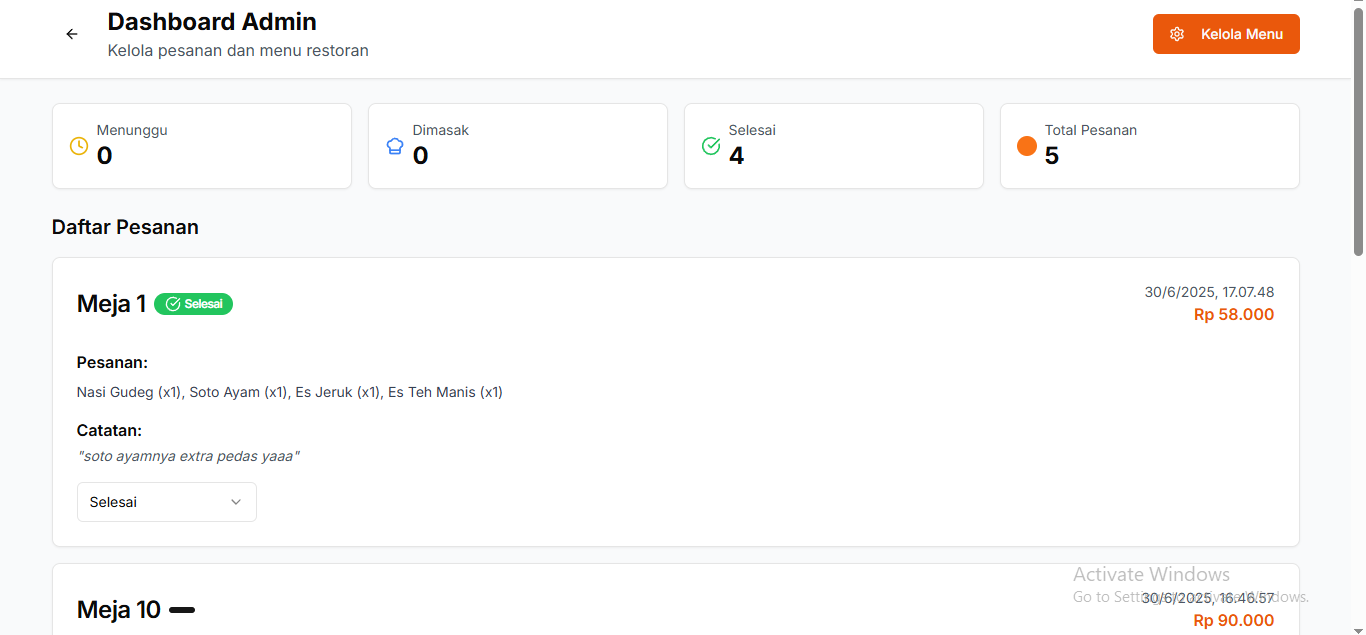 Dashboard Admin
Kelola pesanan dan menu restoran
Kelola Menu
Menunggu
0
Dimasak
0
Selesai
4
Total Pesanan
5
Daftar Pesanan
Meja 1 Selesai
30/6/2025, 17.07.48
Rp 58.000
Pesanan:
Nasi Gudeg (x1), Soto Ayam (x1), Es Jeruk (x1), Es Teh Manis (x1)
Catatan:
"soto ayamnya extra pedas yaaa"
Selesai
Meja 10
30/6/2025, 16.46.57
Rp 90.000
Activate Windows
Go to Settings to activate Windows.